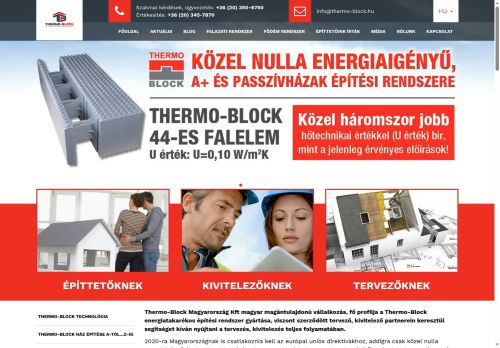 Szakmai kérdések, ügyvezetés: +36 (20) 350-6750
Értékesítés: +36 (20) 345-7870
info@thermo-block.hu
HU
THERMO-BLOCK
FŐOLDAL AKTUÁLIS BLOG FALAZATI RENDSZER FÖDÉM RENDSZER ÉPÍTTETŐINK ÍRTÁK MÉDIA RÓLUNK KAPCSOLAT
THERMO
BLOCK
KÖZEL NULLA ENERGIAIGÉNYŰ,
A+ ÉS PASSZÍVHÁZAK ÉPÍTÉSI RENDSZERE
THERMO-BLOCK
44-ES FALELEM
U érték: U=0,10 W/m²K
Közel háromszor jobb
hőtechnikai értékkel (U érték) bír,
mint a jelenleg érvényes előírások!
ÉPÍTTETŐKNEK
KIVITELEZŐKNEK
TERVEZŐKNEK
THERMO-BLOCK TECHNOLÓGIA
THERMO-BLOCK HÁZ ÉPÍTÉSE A-TÓL...Z-IG
Thermo-Block Magyarország Kft magyar magántulajdonú vállalkozás, fő profilja a Thermo-Block
energiatakarékos építési rendszer gyártása, viszont szerződött tervező, kivitelező partnerein keresztül
segítséget kíván nyújtani a tervezés, kivitelezés teljes folyamatában.
2020-ra Magyarországnak is csatlakoznia kell az európai uniós direktívákhoz, addigra csak közel nulla